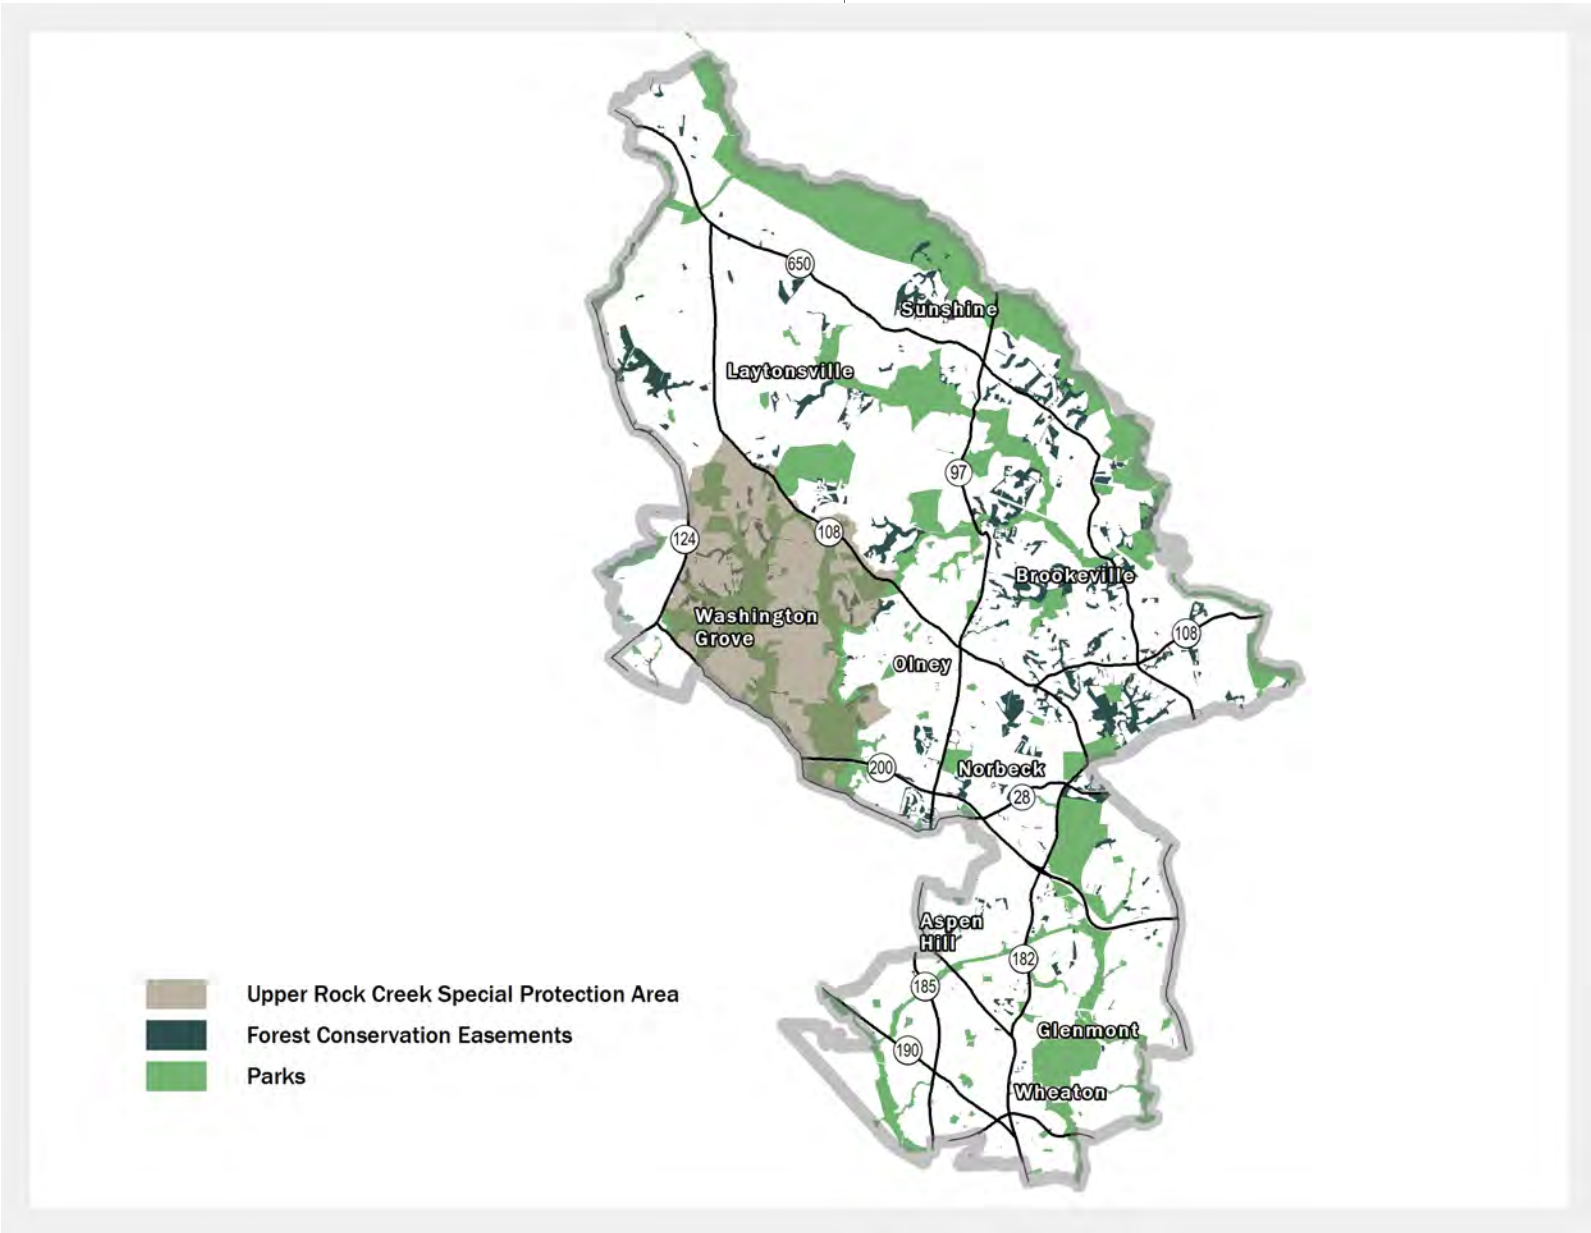 650
Sunshine
Laytonsville
97
124
108
Brookeville
Washington
Grove
108
Olney
200
Norbeck
28
Aspen
Hill
182
185
Glenmont
190
Wheaton
Upper Rock Creek Special Protection Area
Forest Conservation Easements
Parks